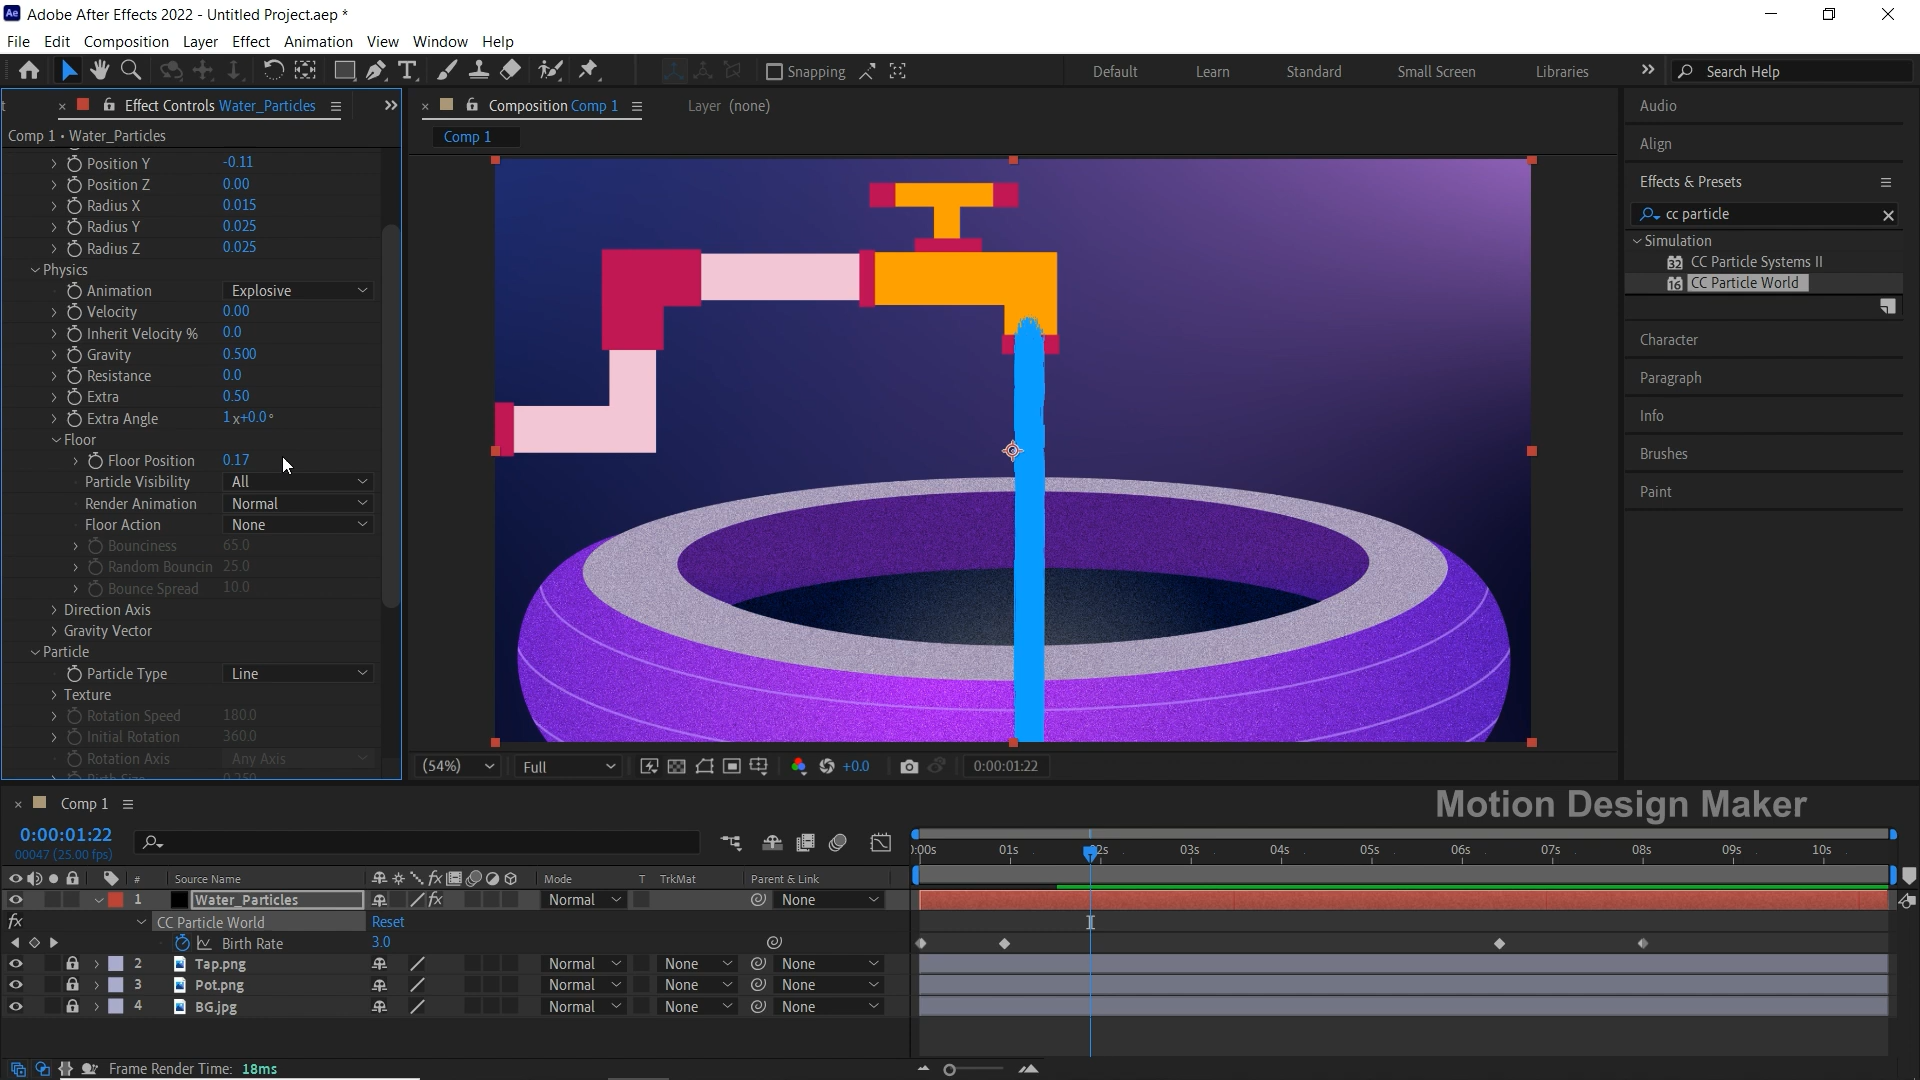 Adobe After Effects 2022 - Untitled Project.aep *
File Edit Composition Layer Effect Animation View Window Help
Snapping Default Learn Standard Small Screen Libraries Search Help
Effect Controls Water_Particles
Comp 1 • Water_Particles
Position Y -0.11
Position Z 0.00
Radius X 0.015
Radius Y 0.025
Radius Z 0.025
Physics
Animation Explosive
Velocity 0.00
Inherit Velocity % 0.0
Gravity 0.500
Resistance 0.0
Extra 0.50
Extra Angle 1x+0.0°
Floor
Floor Position 0.17
Particle Visibility All
Render Animation Normal
Floor Action None
Bounciness 65.0
Random Bouncin 25.0
Bounce Spread 10.0
Direction Axis
Gravity Vector
Particle
Particle Type Line
Texture
Rotation Speed 180.0
Initial Rotation 360.0
Rotation Axis Any Axis
Birth Size 0.250
Composition Comp 1 Layer (none)
Comp 1
(54%) Full +0.0 0:00:01:22
Audio
Align
Effects & Presets
cc particle
Simulation
32 CC Particle Systems II
16 CC Particle World
Character
Paragraph
Info
Brushes
Paint
Motion Design Maker
Comp 1
0:00:01:22
00047 (25.00 fps)
):00s 01s 02s 03s 04s 05s 06s 07s 08s 09s 10s
# Source Name Mode T TrkMat Parent & Link
1 Water_Particles Normal None
CC Particle World Reset
Birth Rate 3.0
2 Tap.png Normal None None
3 Pot.png Normal None None
4 BG.jpg Normal None None
Frame Render Time: 18ms